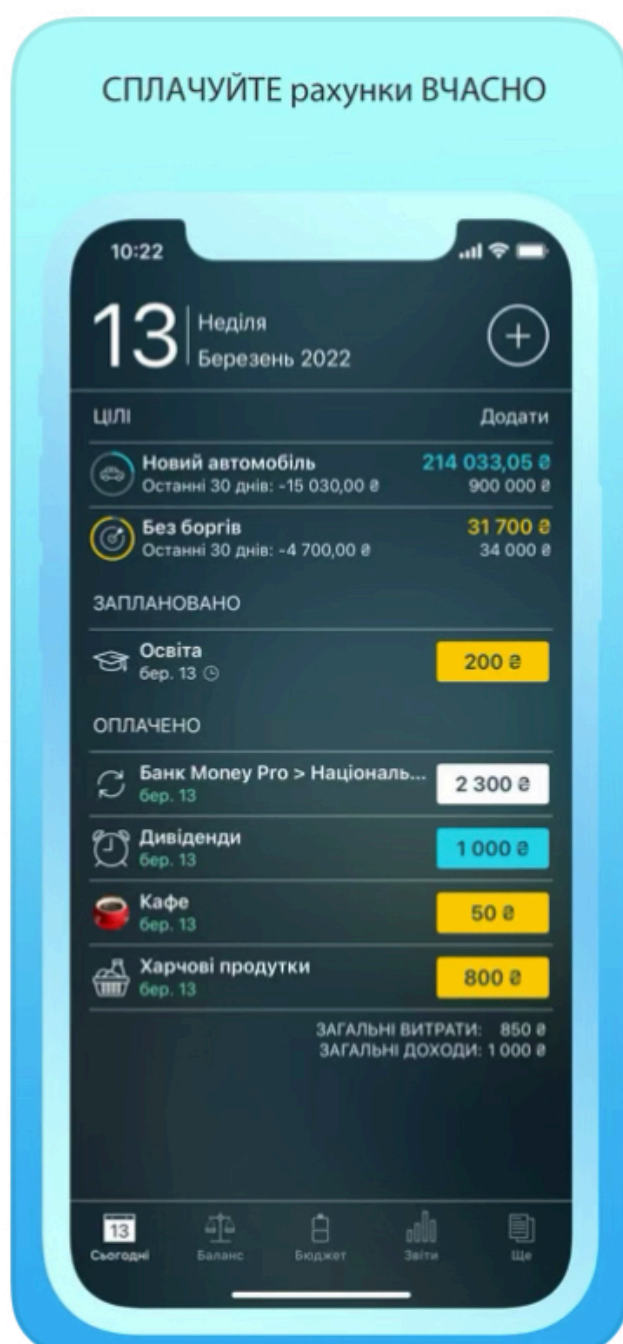 СПЛАЧУЙТЕ рахунки ВЧАСНО
10:22
13
Неділя
Березень 2022
ЦІЛІ Додати
Новий автомобіль 214 033,05 ₴
Останні 30 днів: -15 030,00 ₴ 900 000 ₴
Без боргів 31 700 ₴
Останні 30 днів: -4 700,00 ₴ 34 000 ₴
ЗАПЛАНОВАНО
Освіта 200 ₴
бер. 13
ОПЛАЧЕНО
Банк Money Pro > Національ... 2 300 ₴
бер. 13
Дивіденди 1 000 ₴
бер. 13
Кафе 50 ₴
бер. 13
Харчові продутки 800 ₴
бер. 13
ЗАГАЛЬНІ ВИТРАТИ: 850 ₴
ЗАГАЛЬНІ ДОХОДИ: 1 000 ₴
13
Сьогодні Баланс Бюджет Звіти Ще